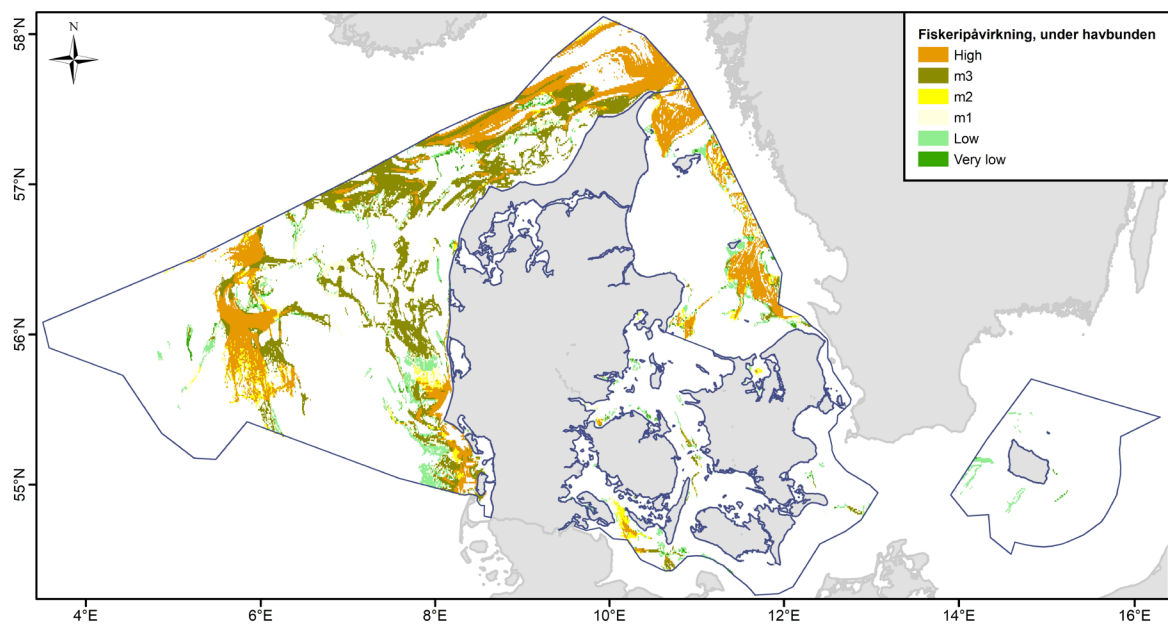 N
Fiskeripåvirkning, under havbunden
High
m3
m2
m1
Low
Very low
58°N
57°N
56°N
55°N
4°E
6°E
8°E
10°E
12°E
14°E
16°E